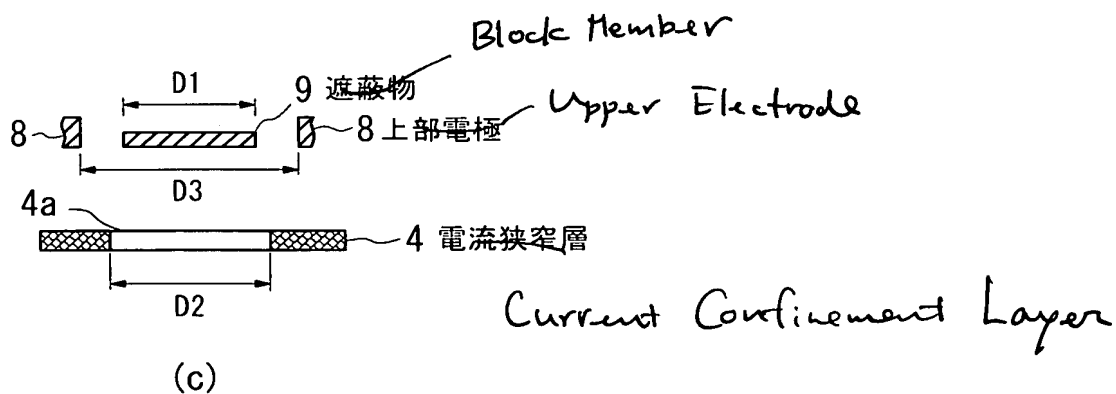 Block Member
D1
9 遮蔽物
8
8 上部電極
Upper Electrode
D3
4a
4 電流狭窄層
D2
Current Confinement Layer
(c)